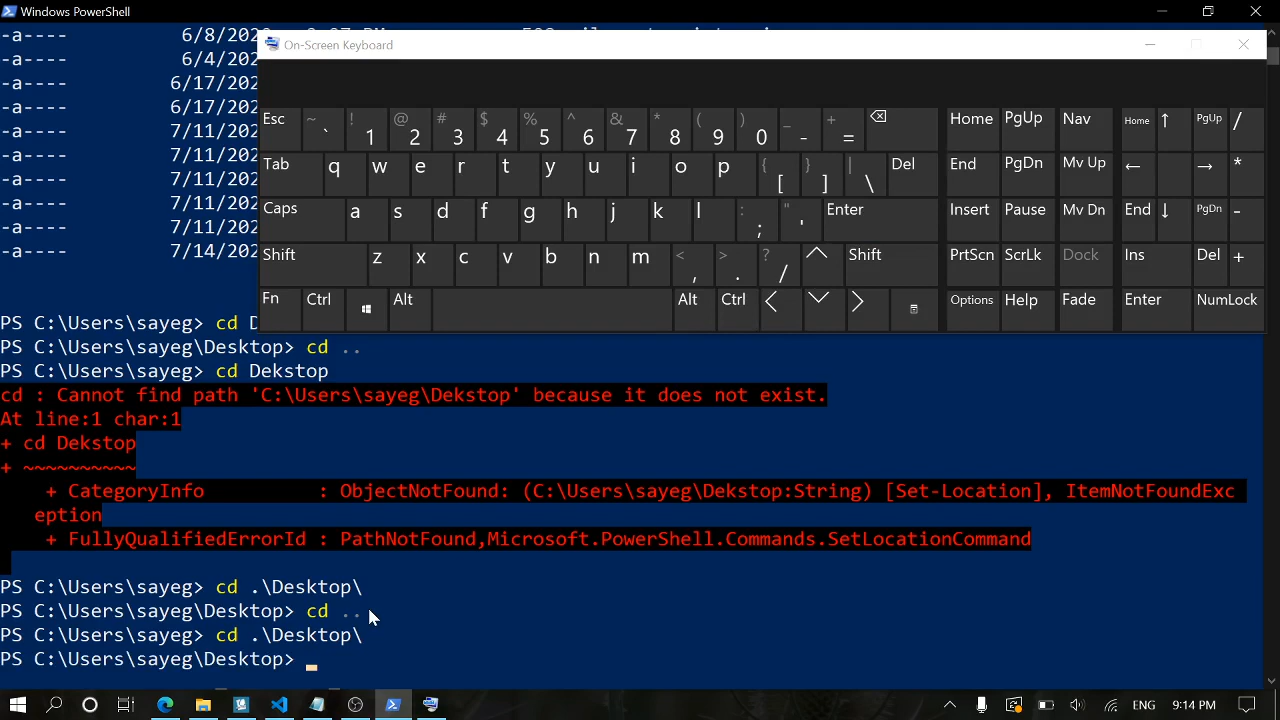 Windows PowerShell
-a---- 6/8/202
On-Screen Keyboard
-a---- 6/4/202
-a---- 6/17/202
-a---- 6/17/202
-a---- 7/11/202
-a---- 7/11/202
-a---- 7/11/202
-a---- 7/11/202
-a---- 7/11/202
-a---- 7/14/202
Esc ~ ` ! 1 @ 2 # 3 $ 4 % 5 ^ 6 & 7 * 8 ( 9 ) 0 _ - + = Home PgUp Nav Home ↑ PgUp /
Tab q w e r t y u i o p { [ } ] | \ Del End PgDn Mv Up ← → *
Caps a s d f g h j k l : ; " ' Enter Insert Pause Mv Dn End ↓ PgDn -
Shift z x c v b n m < , > . ? / Shift PrtScn ScrLk Dock Ins Del +
Fn Ctrl Alt Alt Ctrl Options Help Fade Enter NumLock
PS C:\Users\sayeg> cd D
PS C:\Users\sayeg\Desktop> cd ..
PS C:\Users\sayeg> cd Dekstop
cd : Cannot find path 'C:\Users\sayeg\Dekstop' because it does not exist.
At line:1 char:1
+ cd Dekstop
+ ~~~~~~~~~~
+ CategoryInfo : ObjectNotFound: (C:\Users\sayeg\Dekstop:String) [Set-Location], ItemNotFoundExc
eption
+ FullyQualifiedErrorId : PathNotFound,Microsoft.PowerShell.Commands.SetLocationCommand
PS C:\Users\sayeg> cd .\Desktop\
PS C:\Users\sayeg\Desktop> cd ..
PS C:\Users\sayeg> cd .\Desktop\
PS C:\Users\sayeg\Desktop> _
ENG 9:14 PM